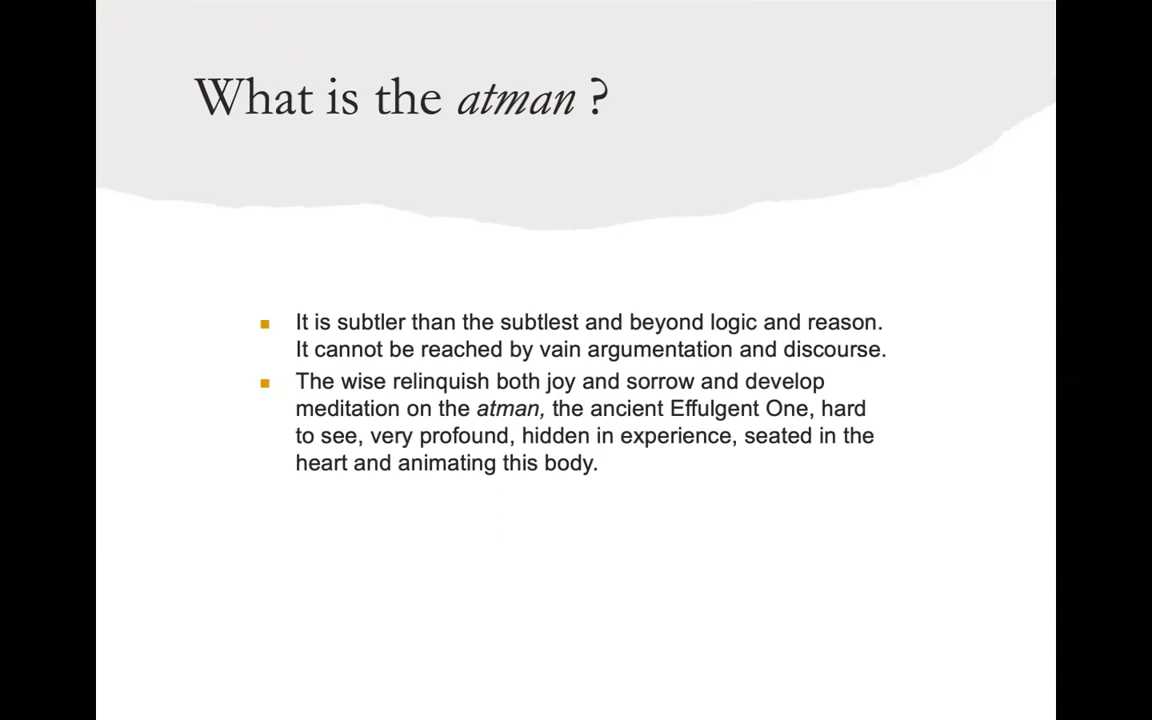 What is the atman ?
It is subtler than the subtlest and beyond logic and reason.
It cannot be reached by vain argumentation and discourse.
The wise relinquish both joy and sorrow and develop
meditation on the atman, the ancient Effulgent One, hard
to see, very profound, hidden in experience, seated in the
heart and animating this body.